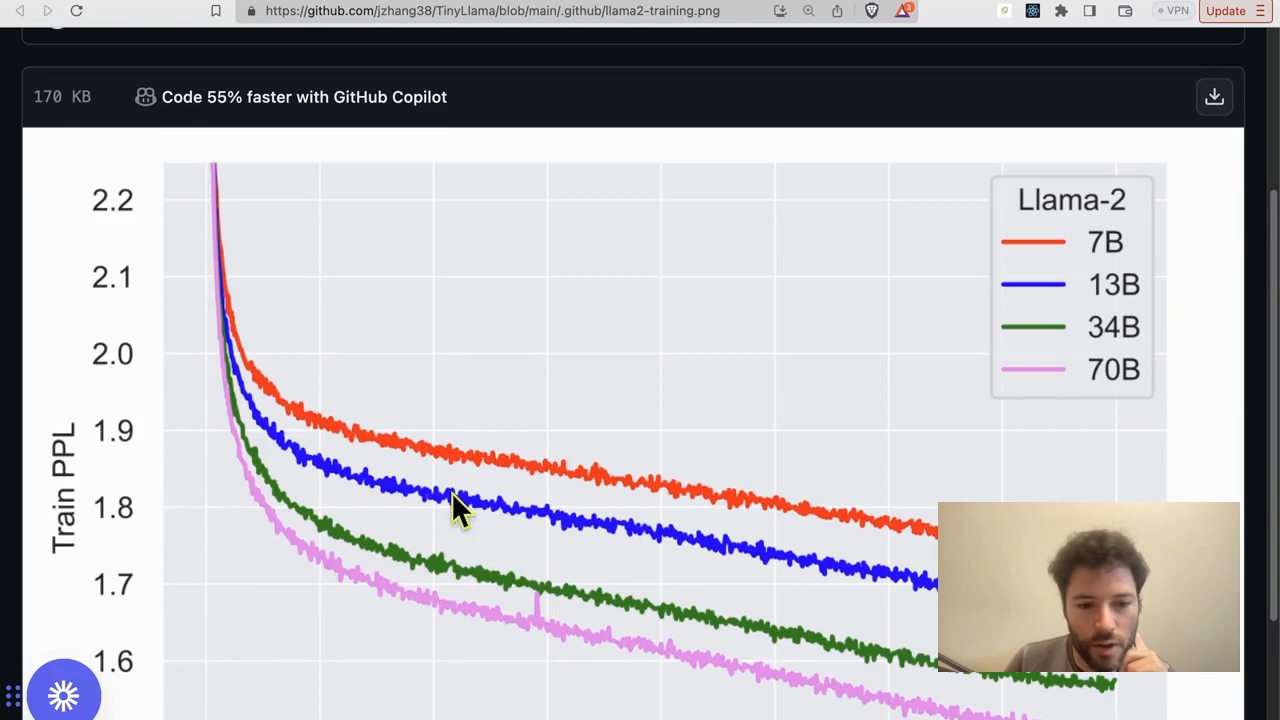 https://github.com/jzhang38/TinyLlama/blob/main/.github/llama2-training.png
3
VPN
Update
170 KB
Code 55% faster with GitHub Copilot
2.2
2.1
2.0
1.9
1.8
1.7
1.6
Train PPL
Llama-2
7B
13B
34B
70B